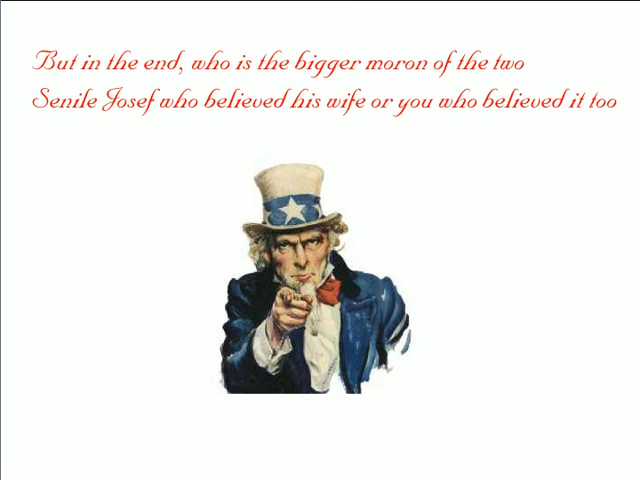 But in the end, who is the bigger moron of the two
Senile Josef who believed his wife or you who believed it too